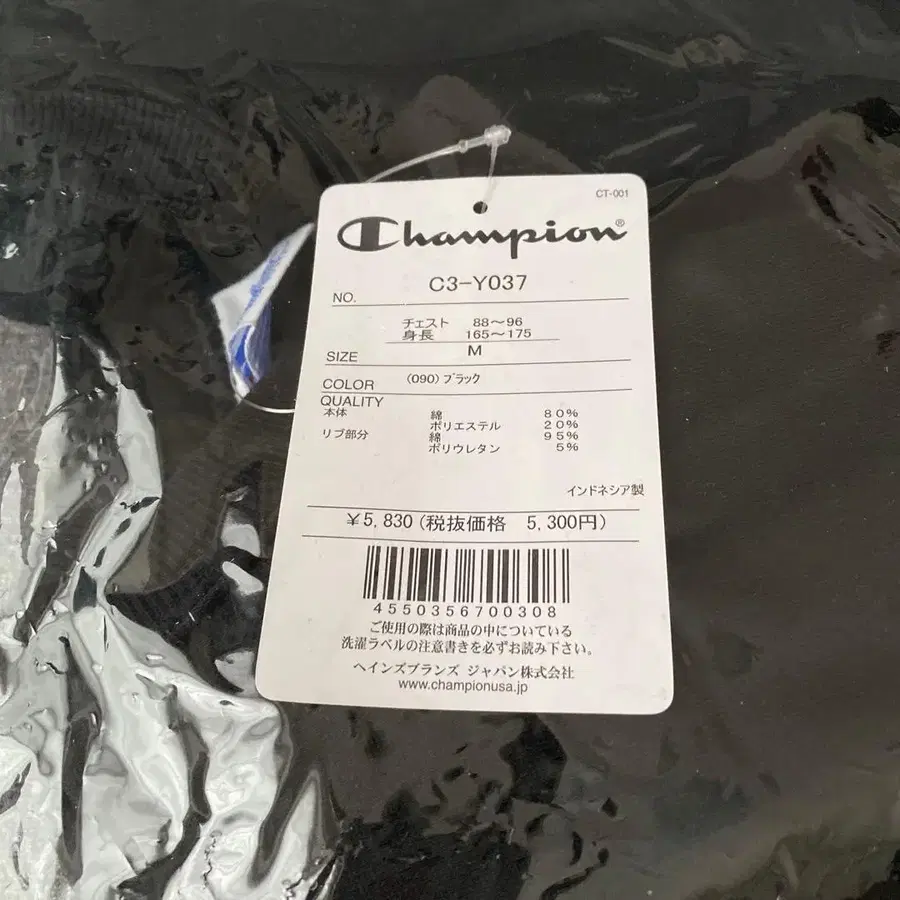 CT-001
Champion®
NO. C3-Y037
チェスト 88～96
身長 165～175
SIZE M
COLOR (090) ブラック
QUALITY
本体 綿 80%
ポリエステル 20%
リブ部分 綿 95%
ポリウレタン 5%
インドネシア製
¥5,830(税抜価格 5,300円)
4550356700308
ご使用の際は商品の中についている
洗濯ラベルの注意書きを必ずお読み下さい。
ヘインズブランズ ジャパン株式会社
www.championusa.jp